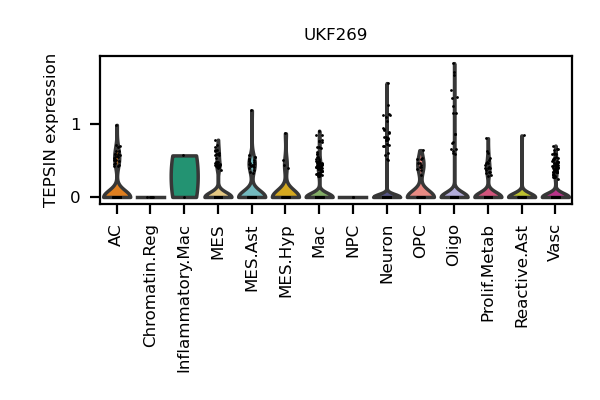 UKF269
TEPSIN expression
1
0
AC
Chromatin.Reg
Inflammatory.Mac
MES
MES.Ast
MES.Hyp
Mac
NPC
Neuron
OPC
Oligo
Prolif.Metab
Reactive.Ast
Vasc